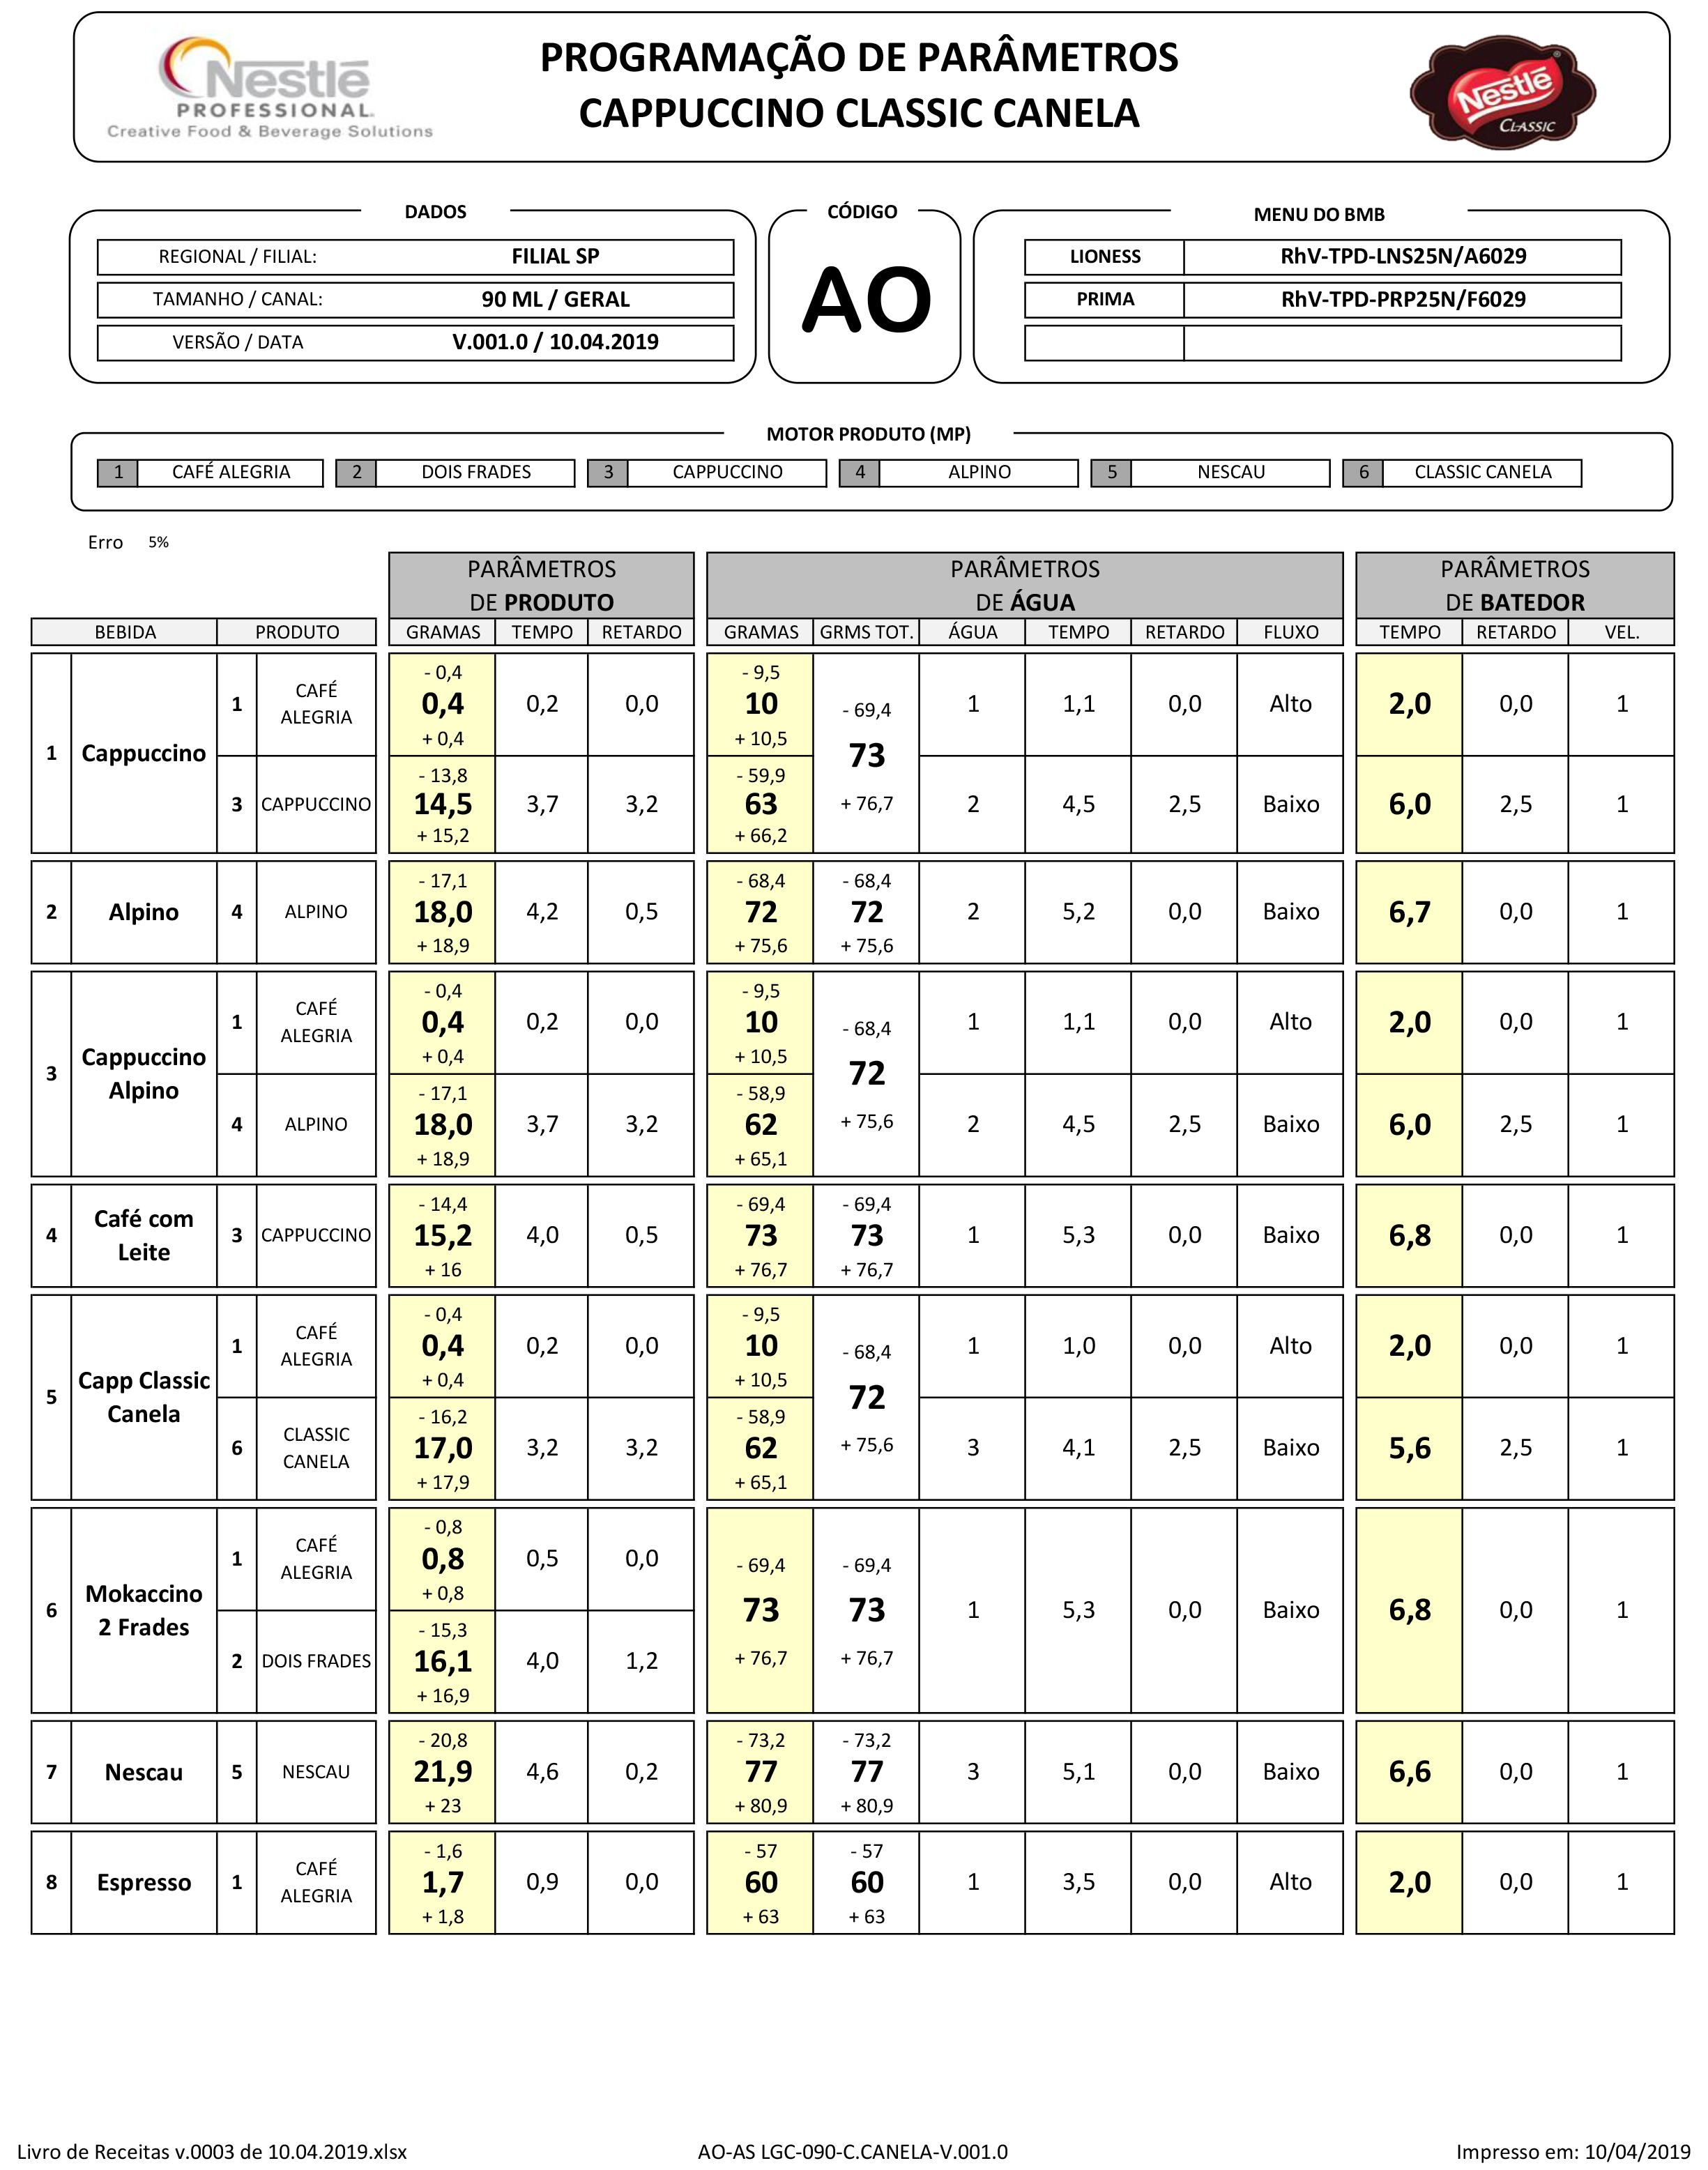 Nestlé
PROFESSIONAL.
Creative Food & Beverage Solutions
PROGRAMAÇÃO DE PARÂMETROS
CAPPUCCINO CLASSIC CANELA
Nestlé
CLASSIC
DADOS
REGIONAL / FILIAL: FILIAL SP
TAMANHO / CANAL: 90 ML / GERAL
VERSÃO / DATA V.001.0 / 10.04.2019
CÓDIGO
AO
MENU DO BMB
LIONESS RhV-TPD-LNS25N/A6029
PRIMA RhV-TPD-PRP25N/F6029
MOTOR PRODUTO (MP)
1 CAFÉ ALEGRIA 2 DOIS FRADES 3 CAPPUCCINO 4 ALPINO 5 NESCAU 6 CLASSIC CANELA
Erro 5%
PARÂMETROS PARÂMETROS PARÂMETROS
DE PRODUTO DE ÁGUA DE BATEDOR
BEBIDA PRODUTO GRAMAS TEMPO RETARDO GRAMAS GRMS TOT. ÁGUA TEMPO RETARDO FLUXO TEMPO RETARDO VEL.
- 0,4 - 9,5
1 CAFÉ ALEGRIA 0,4 0,2 0,0 10 - 69,4 1 1,1 0,0 Alto 2,0 0,0 1
+ 0,4 + 10,5
1 Cappuccino 73
- 13,8 - 59,9
3 CAPPUCCINO 14,5 3,7 3,2 63 + 76,7 2 4,5 2,5 Baixo 6,0 2,5 1
+ 15,2 + 66,2
- 17,1 - 68,4 - 68,4
2 Alpino 4 ALPINO 18,0 4,2 0,5 72 72 2 5,2 0,0 Baixo 6,7 0,0 1
+ 18,9 + 75,6 + 75,6
- 0,4 - 9,5
1 CAFÉ ALEGRIA 0,4 0,2 0,0 10 - 68,4 1 1,1 0,0 Alto 2,0 0,0 1
+ 0,4 + 10,5
3 Cappuccino Alpino 72
- 17,1 - 58,9
4 ALPINO 18,0 3,7 3,2 62 + 75,6 2 4,5 2,5 Baixo 6,0 2,5 1
+ 18,9 + 65,1
- 14,4 - 69,4 - 69,4
4 Café com Leite 3 CAPPUCCINO 15,2 4,0 0,5 73 73 1 5,3 0,0 Baixo 6,8 0,0 1
+ 16 + 76,7 + 76,7
- 0,4 - 9,5
1 CAFÉ ALEGRIA 0,4 0,2 0,0 10 - 68,4 1 1,0 0,0 Alto 2,0 0,0 1
+ 0,4 + 10,5
5 Capp Classic Canela 72
- 16,2 - 58,9
6 CLASSIC CANELA 17,0 3,2 3,2 62 + 75,6 3 4,1 2,5 Baixo 5,6 2,5 1
+ 17,9 + 65,1
- 0,8
1 CAFÉ ALEGRIA 0,8 0,5 0,0 - 69,4 - 69,4
+ 0,8
6 Mokaccino 2 Frades 73 73 1 5,3 0,0 Baixo 6,8 0,0 1
- 15,3
2 DOIS FRADES 16,1 4,0 1,2 + 76,7 + 76,7
+ 16,9
- 20,8 - 73,2 - 73,2
7 Nescau 5 NESCAU 21,9 4,6 0,2 77 77 3 5,1 0,0 Baixo 6,6 0,0 1
+ 23 + 80,9 + 80,9
- 1,6 - 57 - 57
8 Espresso 1 CAFÉ ALEGRIA 1,7 0,9 0,0 60 60 1 3,5 0,0 Alto 2,0 0,0 1
+ 1,8 + 63 + 63
Livro de Receitas v.0003 de 10.04.2019.xlsx AO-AS LGC-090-C.CANELA-V.001.0 Impresso em: 10/04/2019